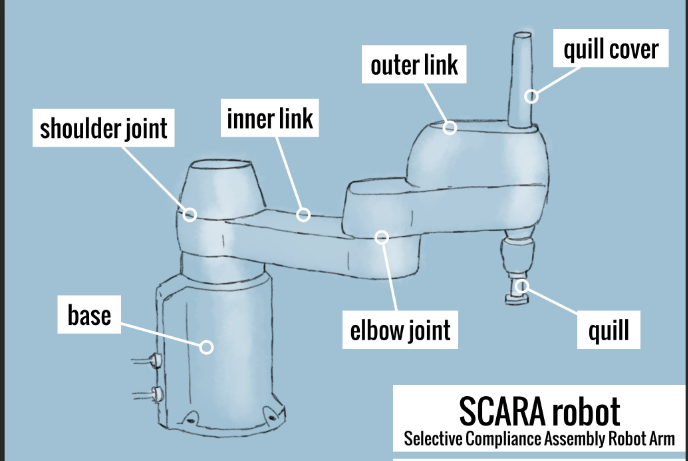 quill cover
outer link
inner link
shoulder joint
base
elbow joint
quill
SCARA robot
Selective Compliance Assembly Robot Arm